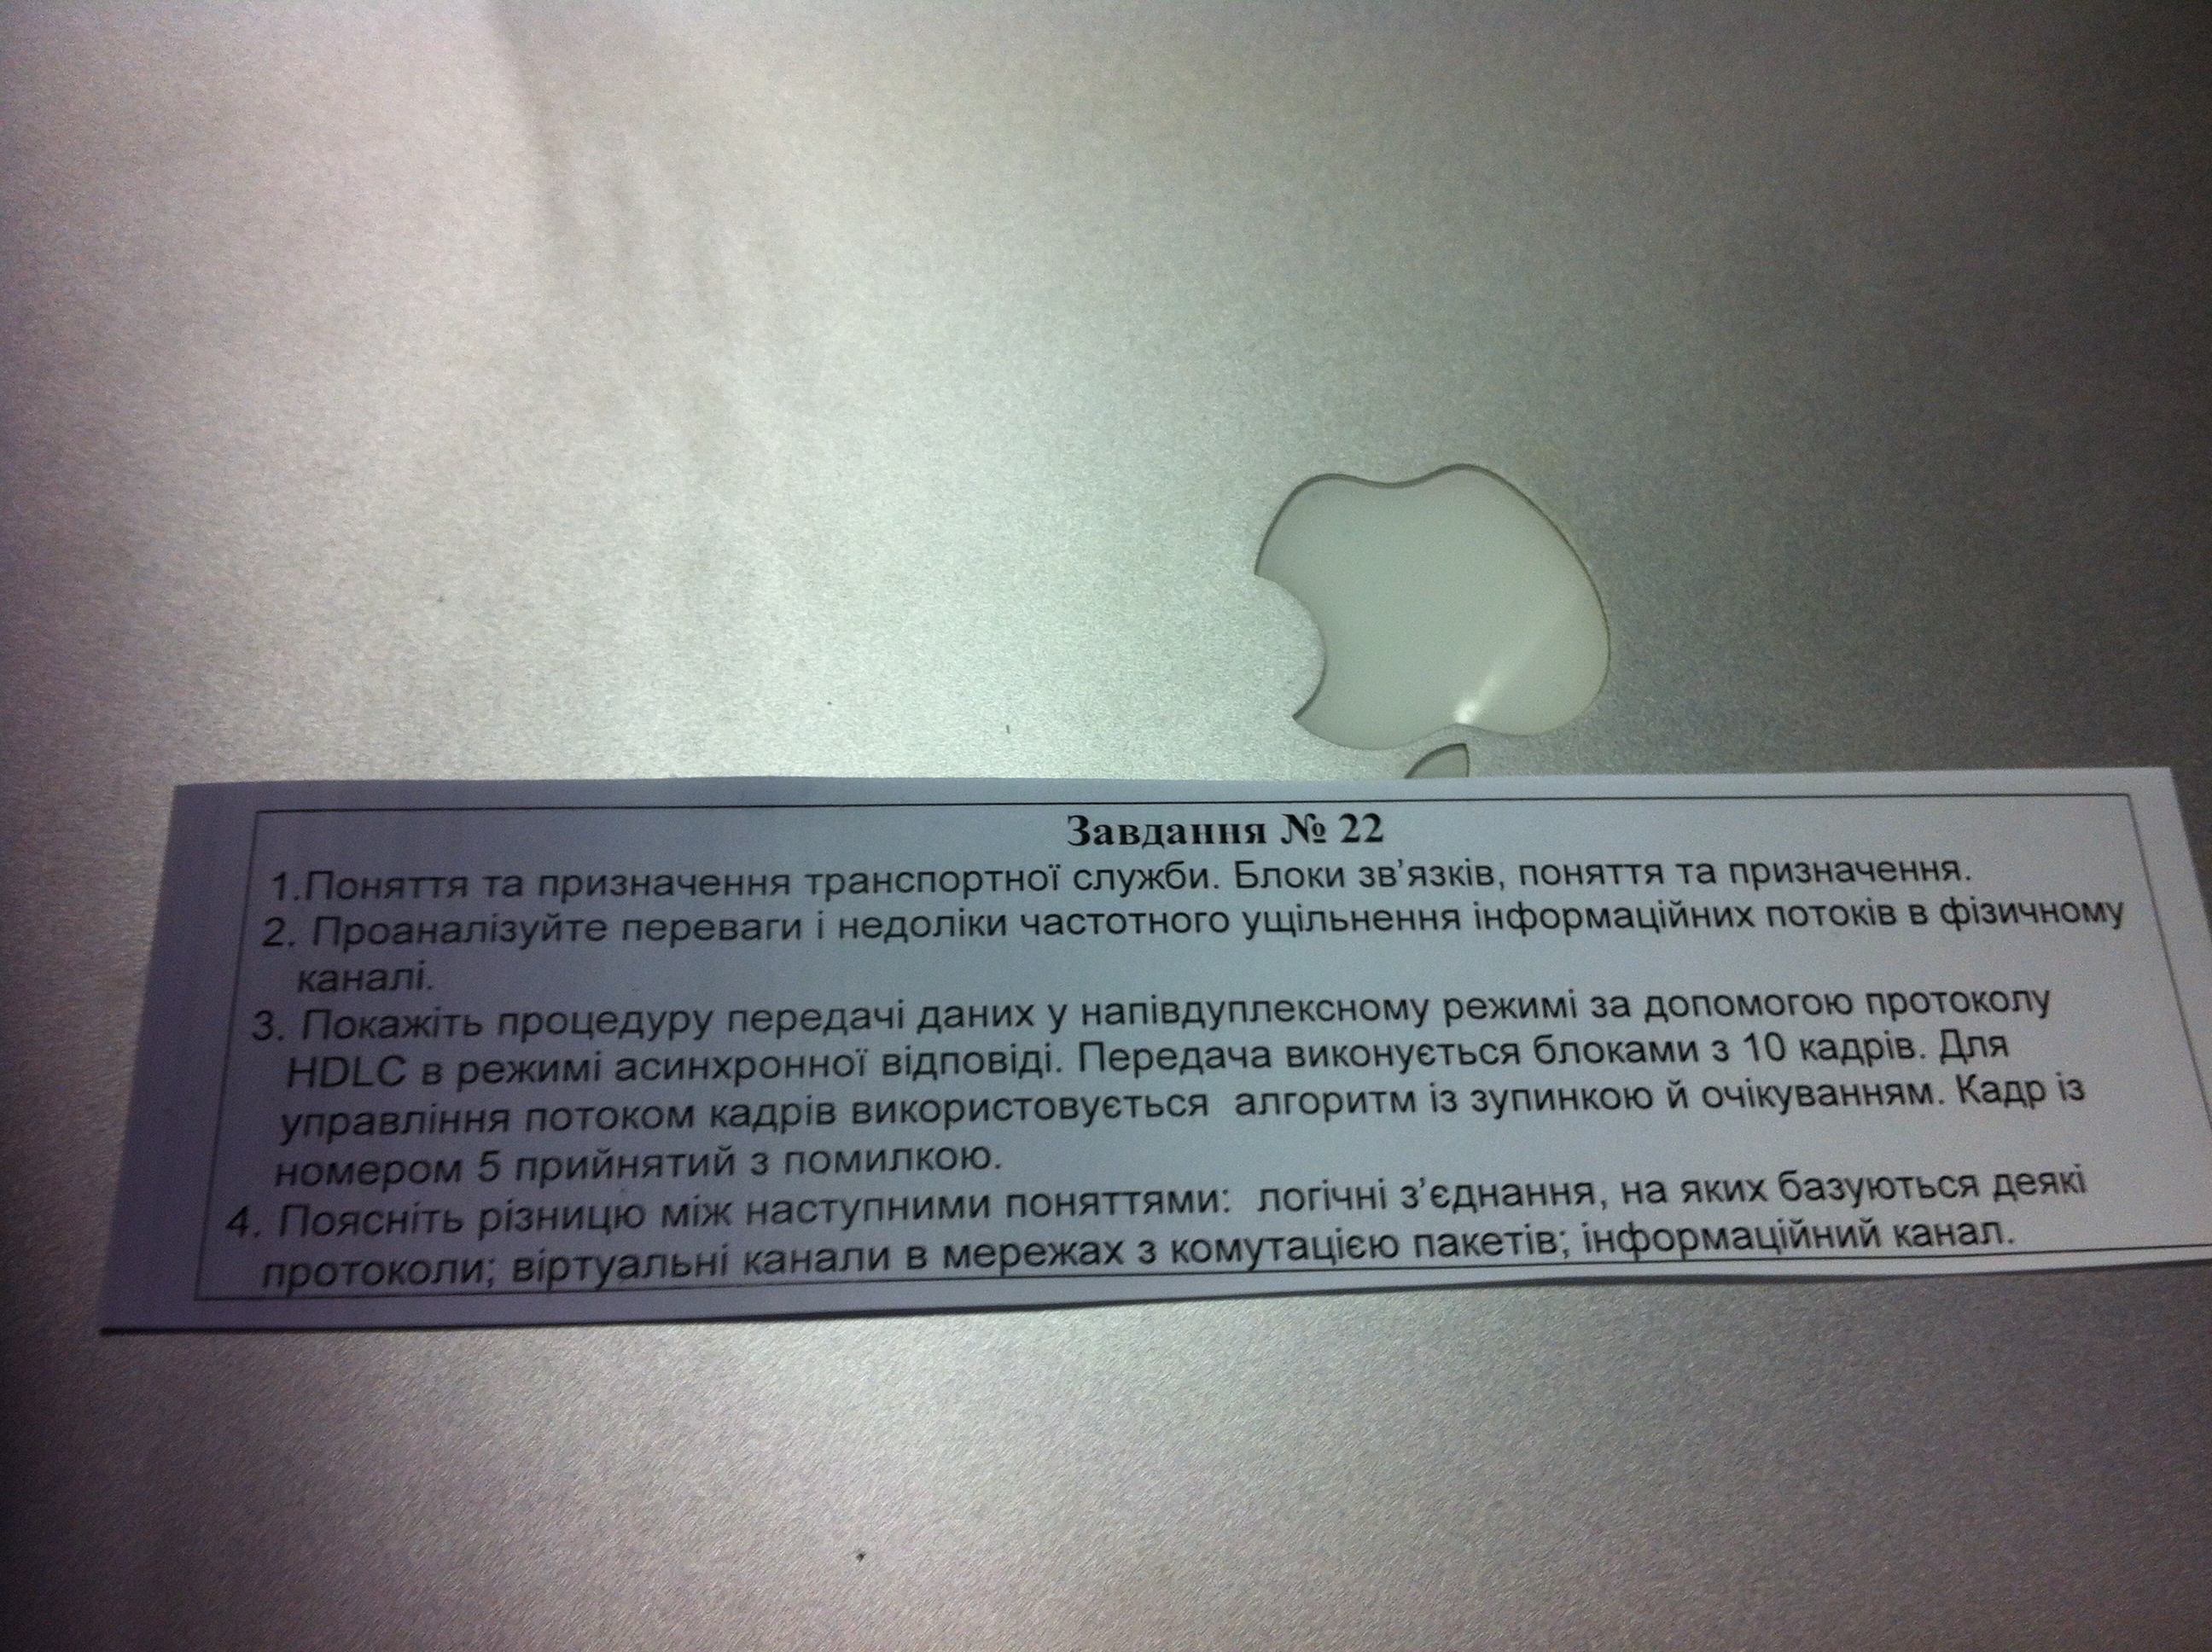 Завдання № 22
1.Поняття та призначення транспортної служби. Блоки зв’язків, поняття та призначення.
2. Проаналізуйте переваги і недоліки частотного ущільнення інформаційних потоків в фізичному
каналі.
3. Покажіть процедуру передачі даних у напівдуплексному режимі за допомогою протоколу
HDLC в режимі асинхронної відповіді. Передача виконується блоками з 10 кадрів. Для
управління потоком кадрів використовується алгоритм із зупинкою й очікуванням. Кадр із
номером 5 прийнятий з помилкою.
4. Поясніть різницю між наступними поняттями: логічні з’єднання, на яких базуються деякі
протоколи; віртуальні канали в мережах з комутацією пакетів; інформаційний канал.